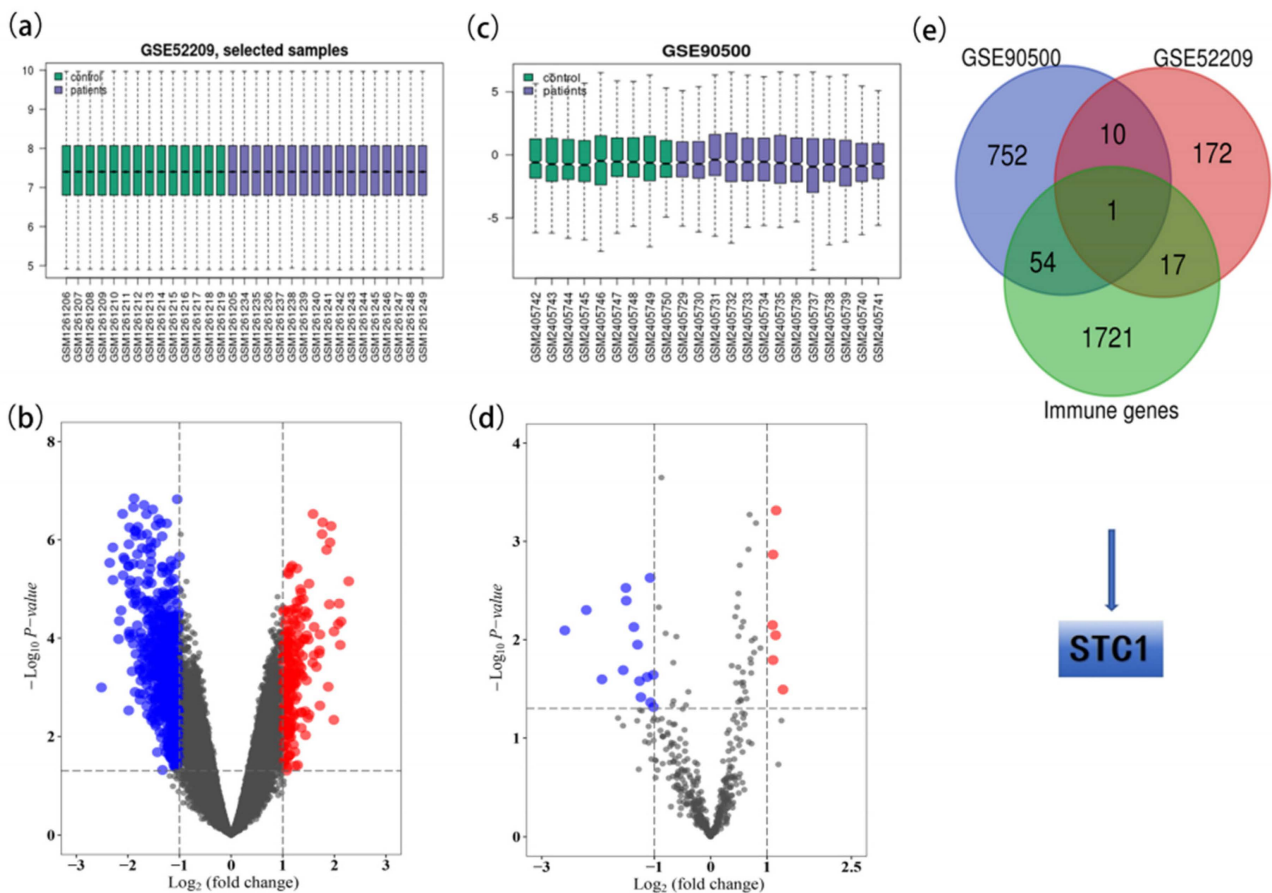 (a)
GSE52209, selected samples
control
patients
10
9
8
7
6
5
GSM1261206
GSM1261207
GSM1261208
GSM1261209
GSM1261210
GSM1261211
GSM1261212
GSM1261213
GSM1261214
GSM1261215
GSM1261216
GSM1261217
GSM1261218
GSM1261219
GSM1261205
GSM1261234
GSM1261235
GSM1261236
GSM1261237
GSM1261238
GSM1261239
GSM1261240
GSM1261241
GSM1261242
GSM1261243
GSM1261244
GSM1261245
GSM1261246
GSM1261247
GSM1261248
GSM1261249
(c)
GSE90500
control
patients
5
0
-5
GSM2405742
GSM2405743
GSM2405744
GSM2405745
GSM2405746
GSM2405747
GSM2405748
GSM2405749
GSM2405750
GSM2405729
GSM2405730
GSM2405731
GSM2405732
GSM2405733
GSM2405734
GSM2405735
GSM2405736
GSM2405737
GSM2405738
GSM2405739
GSM2405740
GSM2405741
(e)
GSE90500
GSE52209
752
10
172
1
54
17
1721
Immune genes
STC1
(b)
8
6
4
2
0
−Log10 P−value
−3 −2 −1 0 1 2 3
Log2 (fold change)
(d)
4
3
2
1
0
−Log10 P−value
−3 −1 0 1 2.5
Log2 (fold change)